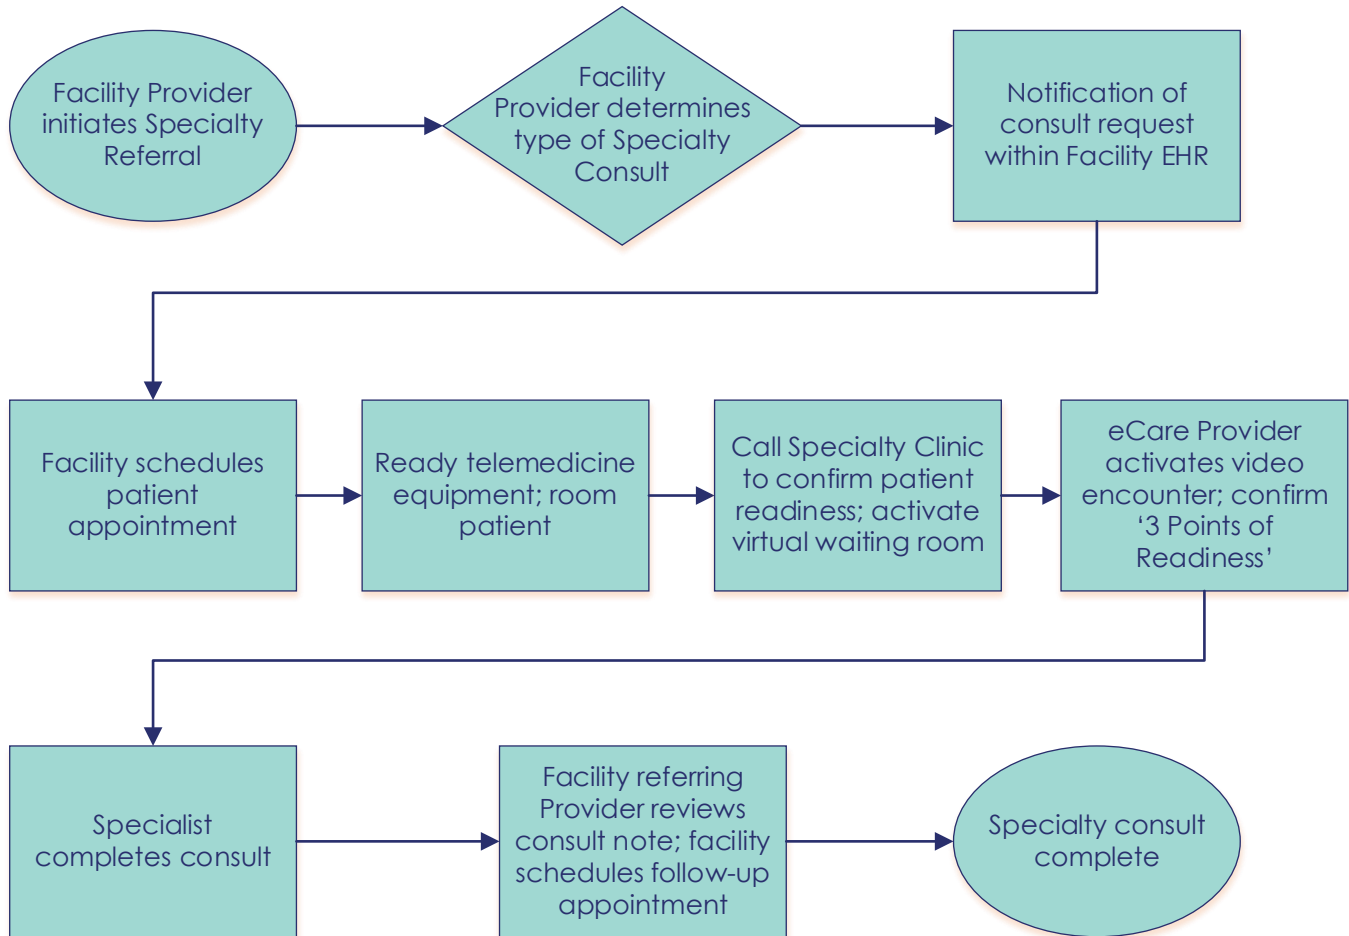 Facility Provider
initiates Specialty
Referral
Facility
Provider determines
type of Specialty
Consult
Notification of
consult request
within Facility EHR
Facility schedules
patient
appointment
Ready telemedicine
equipment; room
patient
Call Specialty Clinic
to confirm patient
readiness; activate
virtual waiting room
eCare Provider
activates video
encounter; confirm
‘3 Points of
Readiness’
Specialist
completes consult
Facility referring
Provider reviews
consult note; facility
schedules follow-up
appointment
Specialty consult
complete